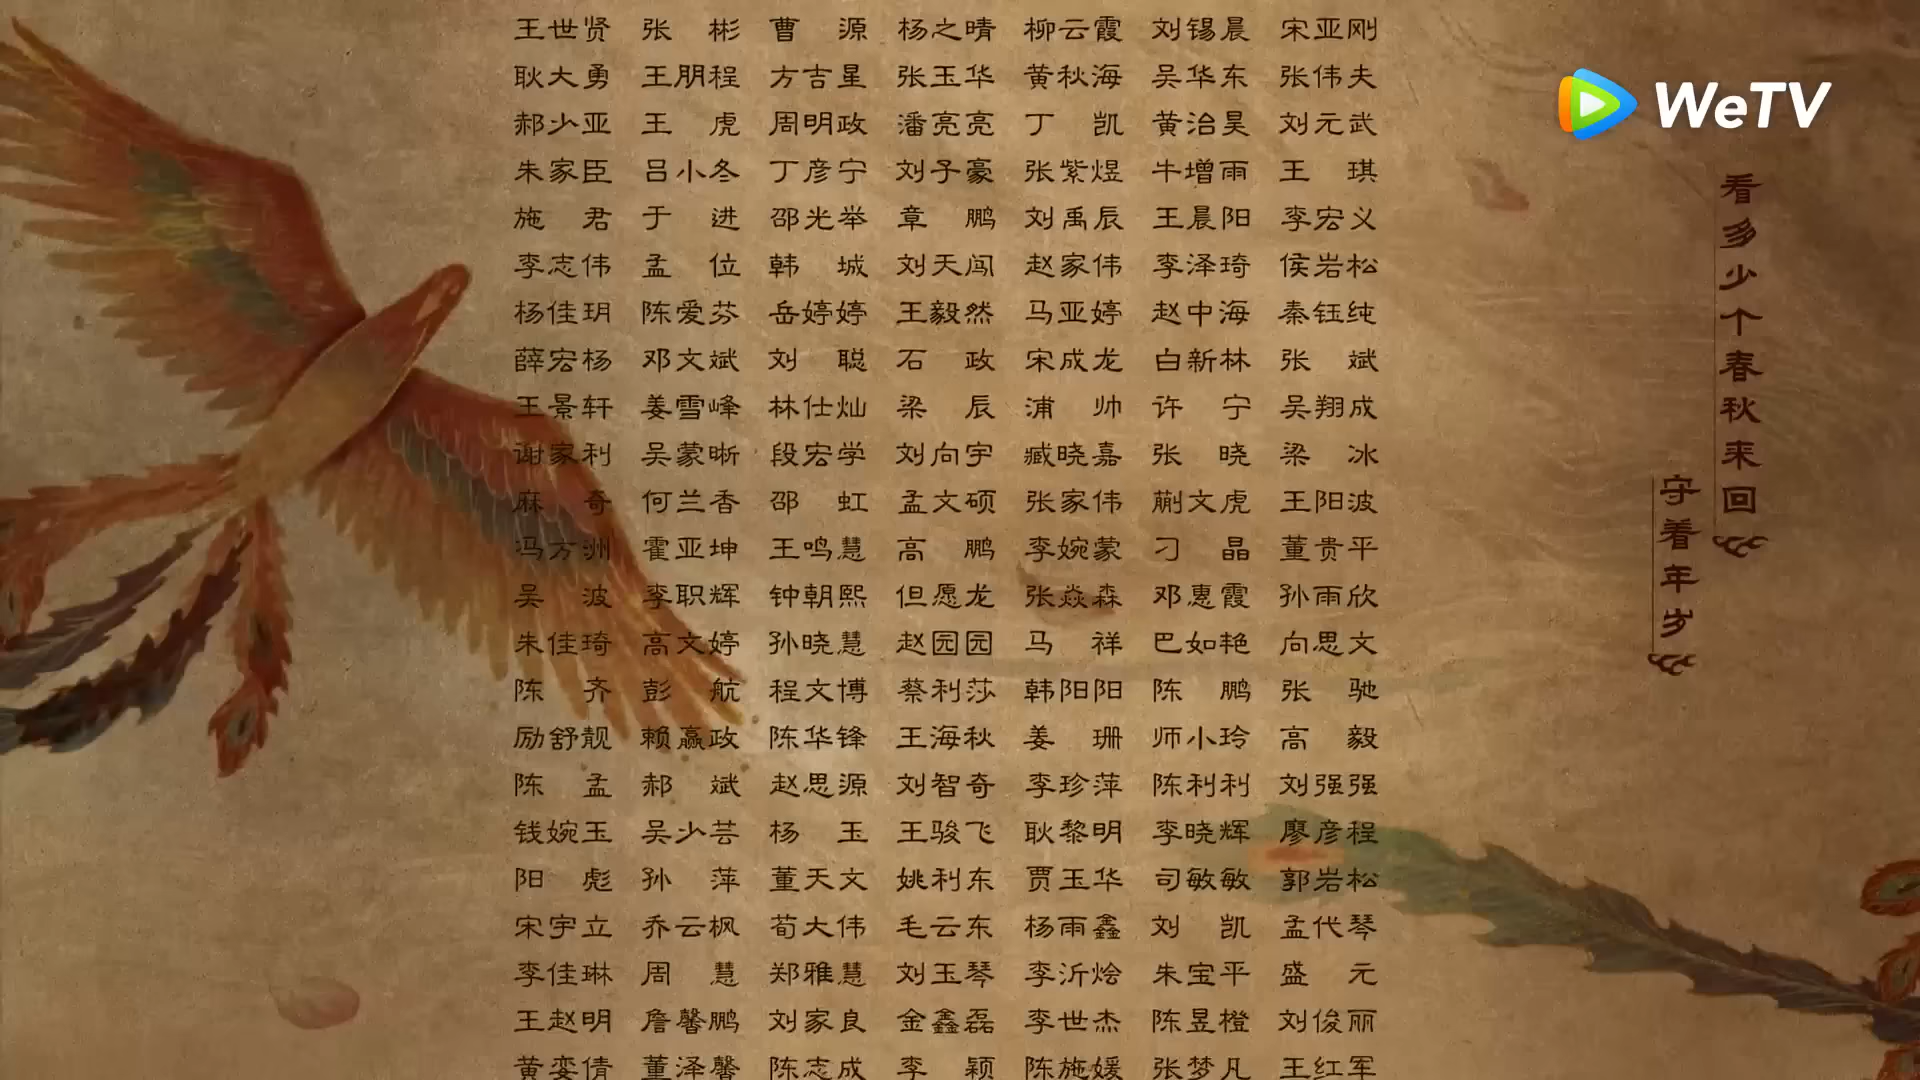 王世贤 张彬 曹源 杨之晴 柳云霞 刘锡晨 宋亚刚
耿大勇 王朋程 方吉星 张玉华 黄秋海 吴华东 张伟夫
郝少亚 王虎 周明政 潘亮亮 丁凯 黄治昊 刘元武
朱家臣 吕小冬 丁彦宁 刘子豪 张紫煜 牛增雨 王琪
施君 于进 邵光举 章鹏 刘禹辰 王晨阳 李宏义
李志伟 孟位 韩城 刘天闯 赵家伟 李泽琦 侯岩松
杨佳玥 陈爱芬 岳婷婷 王毅然 马亚婷 赵中海 秦钰纯
薛宏杨 邓文斌 刘聪 石政 宋成龙 白新林 张斌
王景轩 姜雪峰 林仕灿 梁辰 浦帅 许宁 吴翔成
谢家利 吴蒙晰 段宏学 刘向宇 臧晓嘉 张晓 梁冰
麻奇 何兰香 邵虹 孟文硕 张家伟 蒯文虎 王阳波
冯方洲 霍亚坤 王鸣慧 高鹏 李婉蒙 刁晶 董贵平
吴波 李职辉 钟朝熙 但愿龙 张焱森 邓惠霞 孙雨欣
朱佳琦 高文婷 孙晓慧 赵园园 马祥 巴如艳 向思文
陈齐 彭航 程文博 蔡利莎 韩阳阳 陈鹏 张驰
励舒靓 赖赢政 陈华锋 王海秋 姜珊 师小玲 高毅
陈孟 郝斌 赵思源 刘智奇 李珍萍 陈利利 刘强强
钱婉玉 吴少芸 杨玉 王骏飞 耿黎明 李晓辉 廖彦程
阳彪 孙萍 董天文 姚利东 贾玉华 司敏敏 郭岩松
宋宇立 乔云枫 荀大伟 毛云东 杨雨鑫 刘凯 孟代琴
李佳琳 周慧 郑雅慧 刘玉琴 李沂烩 朱宝平 盛元
王赵明 詹馨鹏 刘家良 金鑫磊 李世杰 陈昱橙 刘俊丽
黄娈倩 董泽馨 陈志成 李颖 陈施媛 张梦凡 王红军
WeTV
看多少个春秋来回
守着年岁